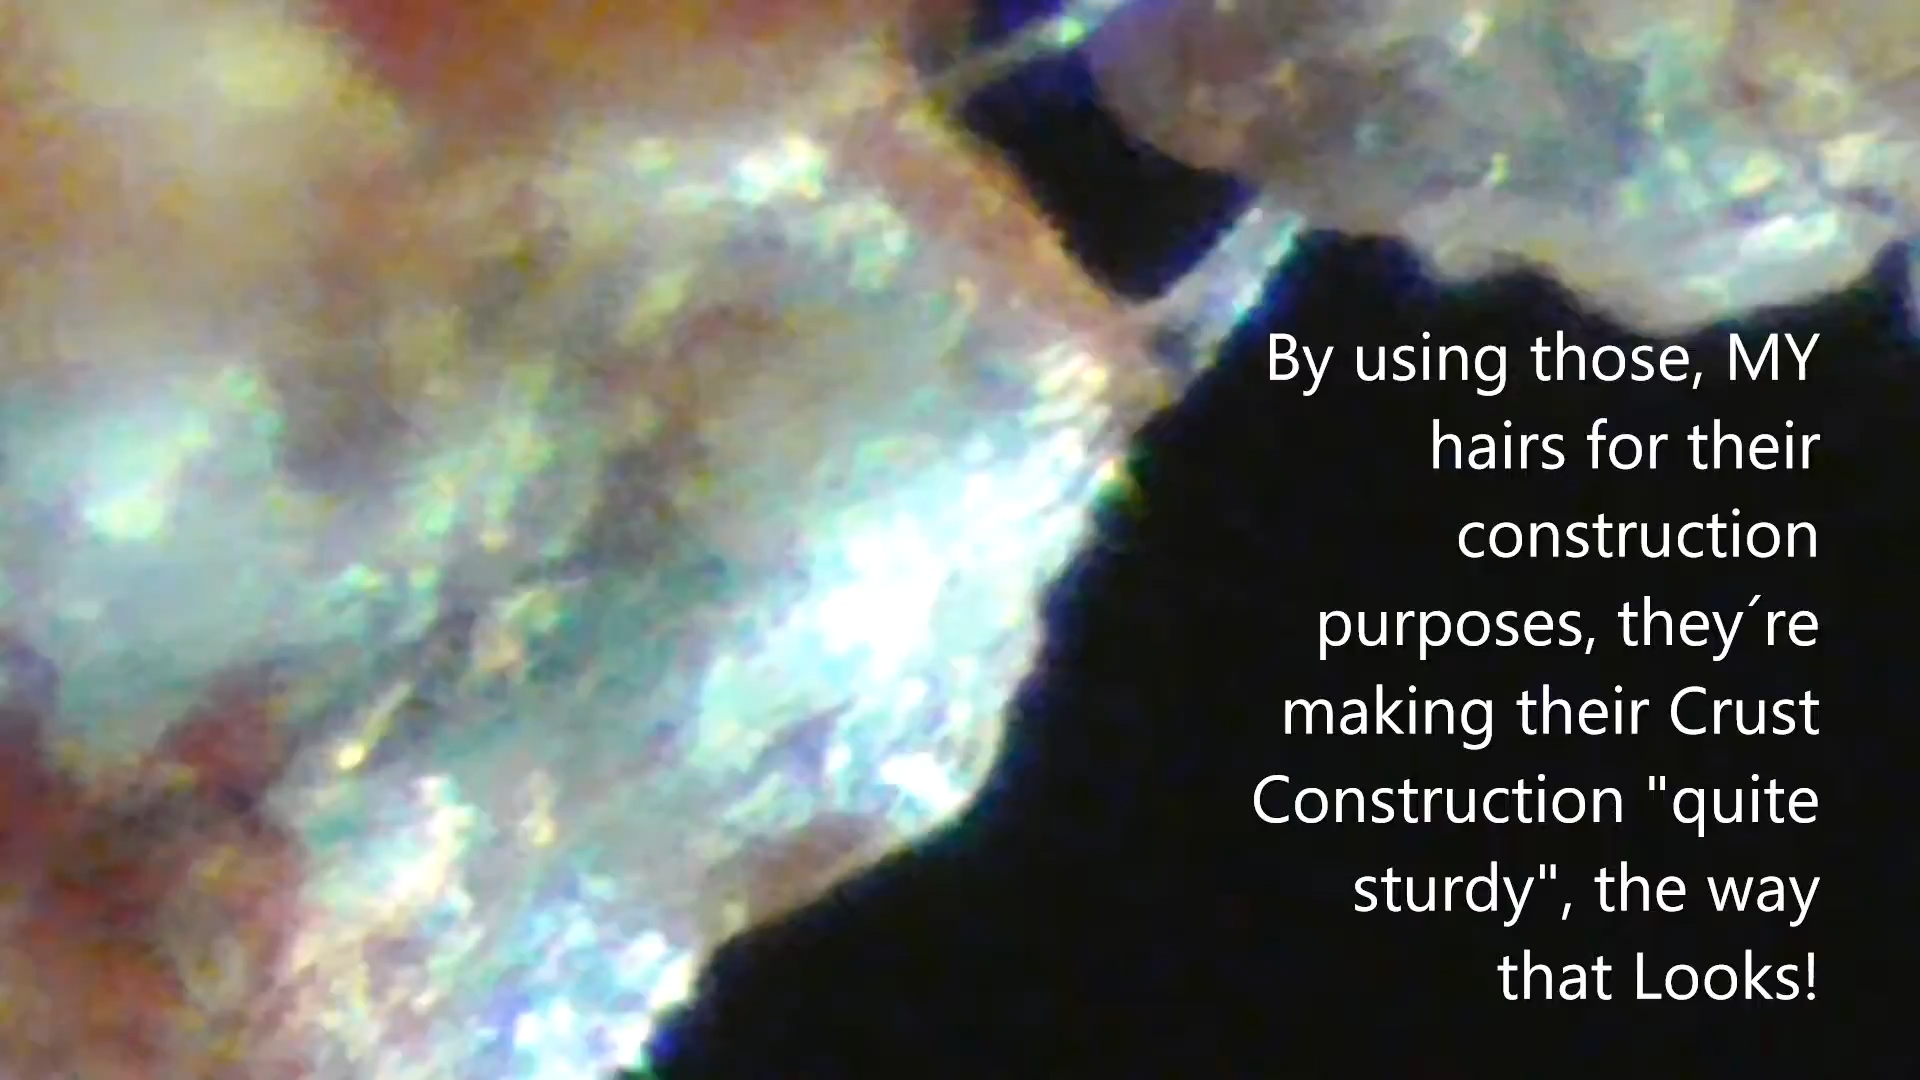 By using those, MY
hairs for their
construction
purposes, they´re
making their Crust
Construction "quite
sturdy", the way
that Looks!